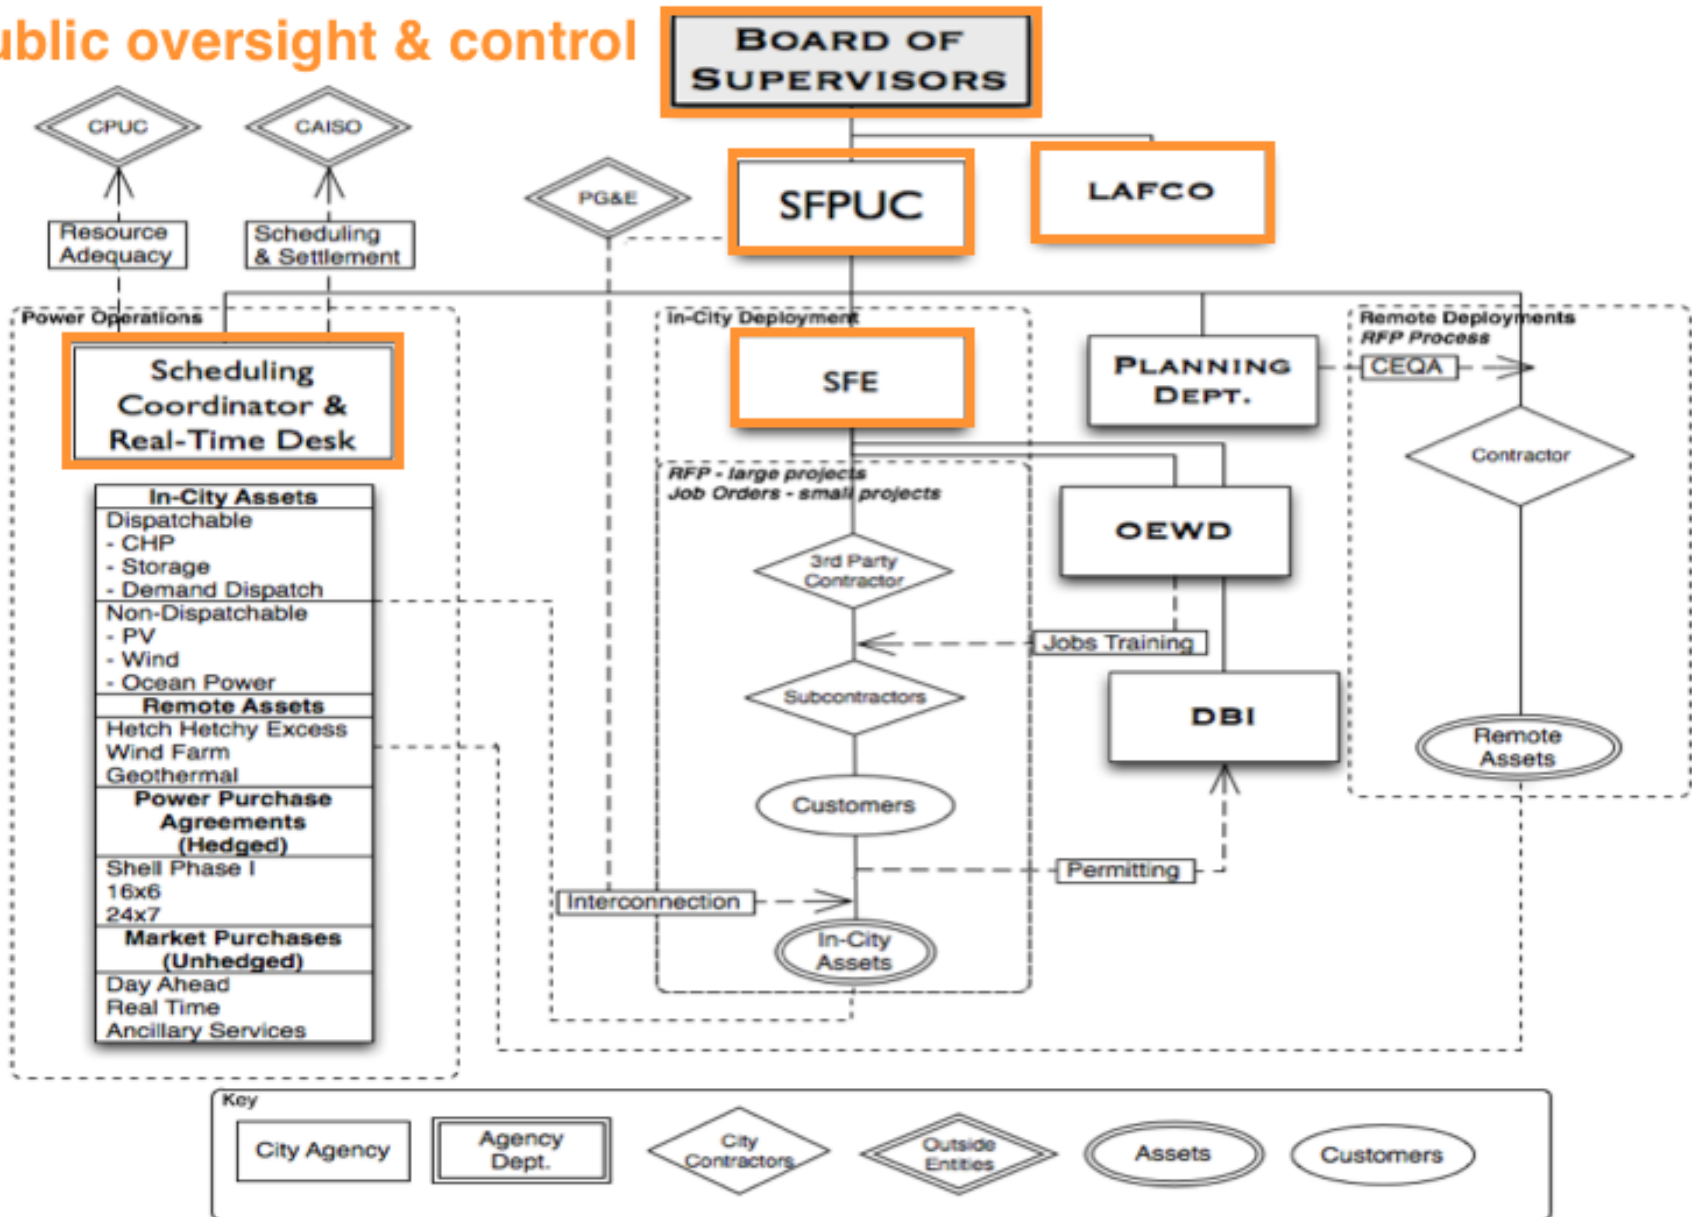 ublic oversight & control
BOARD OF
SUPERVISORS
CPUC
CAISO
PG&E
SFPUC
LAFCO
Resource
Adequacy
Scheduling
& Settlement
Power Operations
In-City Deployment
Remote Deployments
RFP Process
Scheduling
Coordinator &
Real-Time Desk
SFE
PLANNING
DEPT.
CEQA
Contractor
RFP - large projects
Job Orders - small projects
In-City Assets
Dispatchable
- CHP
- Storage
- Demand Dispatch
Non-Dispatchable
- PV
- Wind
- Ocean Power
Remote Assets
Hetch Hetchy Excess
Wind Farm
Geothermal
Power Purchase
Agreements
(Hedged)
Shell Phase I
16x6
24x7
Market Purchases
(Unhedged)
Day Ahead
Real Time
Ancillary Services
OEWD
3rd Party
Contractor
Jobs Training
Subcontractors
DBI
Remote
Assets
Customers
Permitting
Interconnection
In-City
Assets
Key
City Agency
Agency
Dept.
City
Contractors
Outside
Entities
Assets
Customers